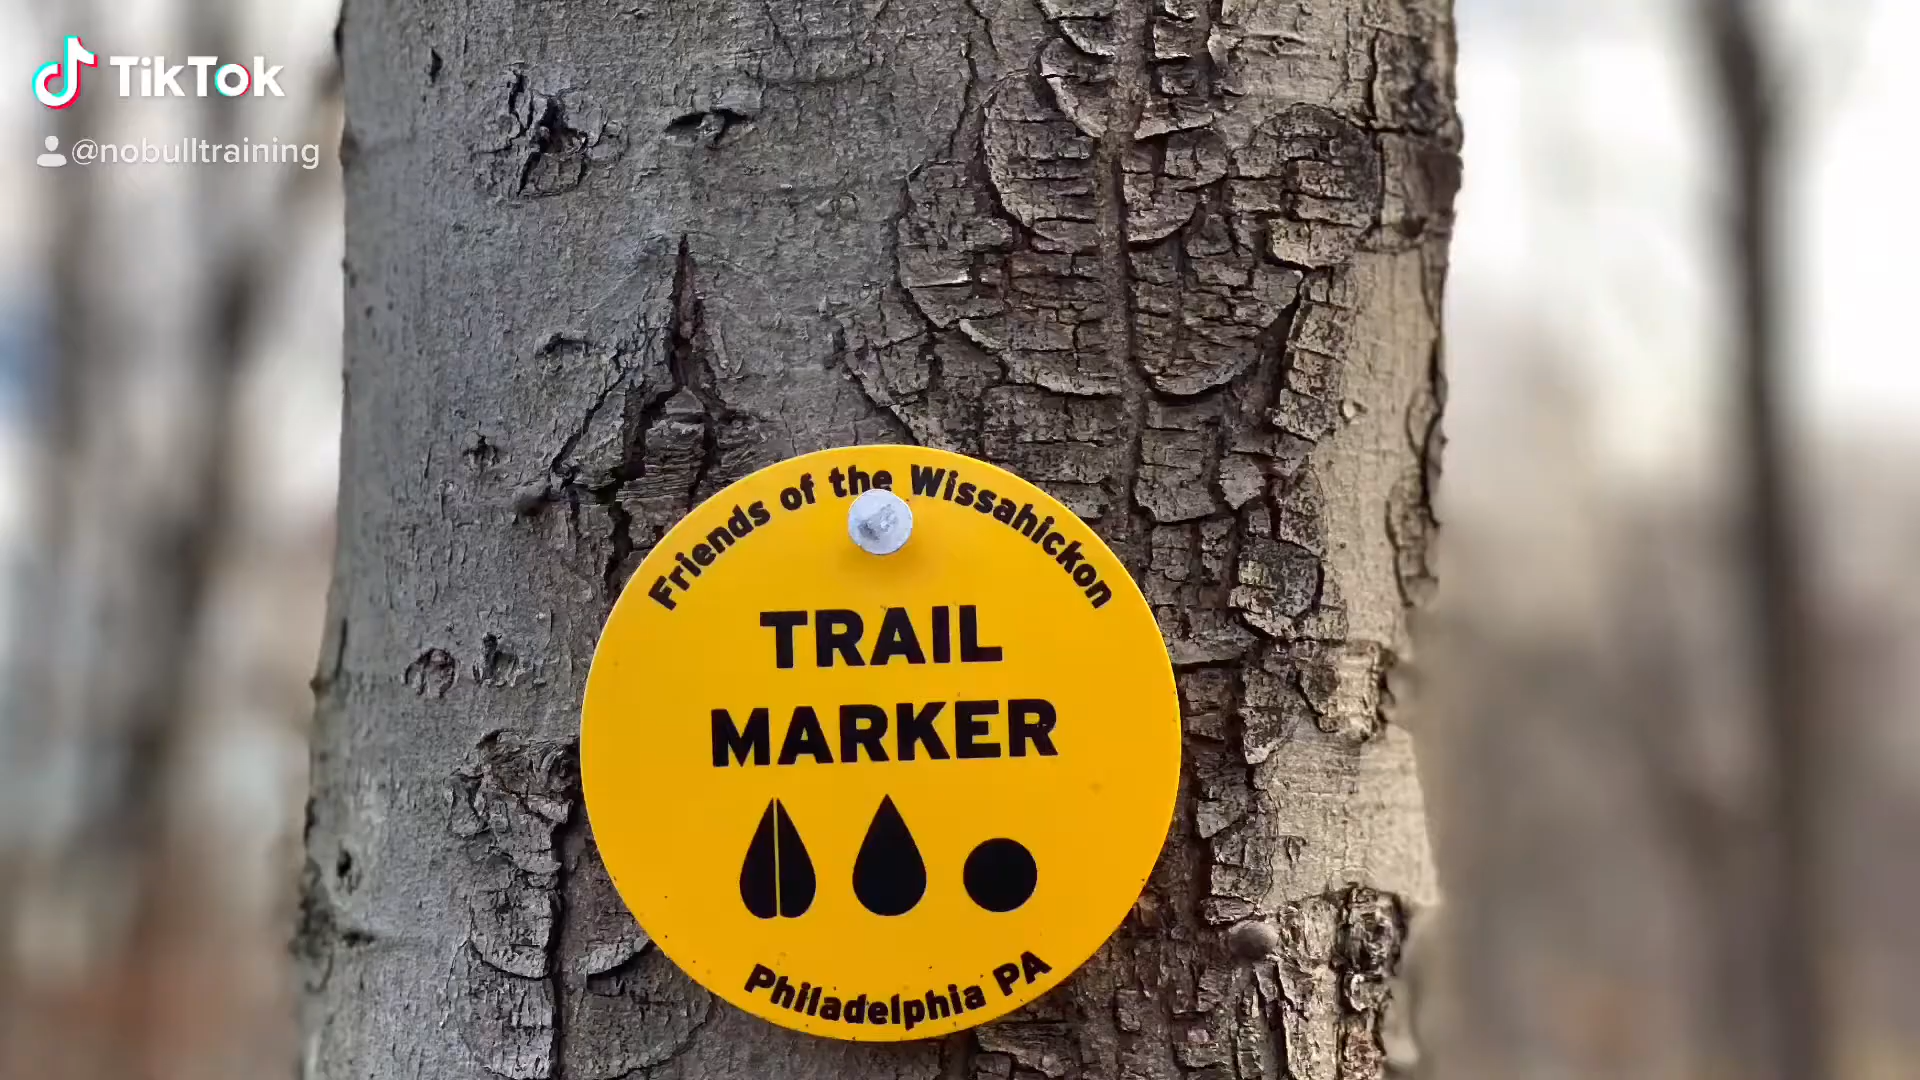 TikTok
@nobulltraining
Friends of the Wissahickon
TRAIL
MARKER
Philadelphia PA